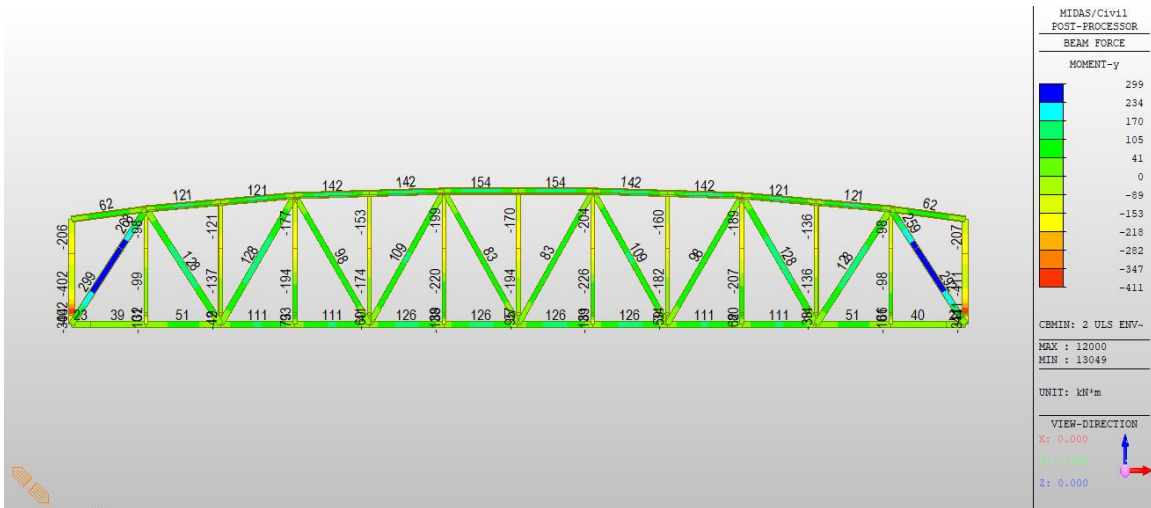 MIDAS/Civil
POST-PROCESSOR
BEAM FORCE
MOMENT-y
299
234
170
105
41
0
-89
-153
-218
-282
-347
-411
CBMIN: 2 ULS ENV~
MAX : 12000
MIN : 13049
UNIT: kN*m
VIEW-DIRECTION
X: 0.000
Z: 0.000
62 121 121 142 142 154 154 142 142 121 121 62
-206 -98 -121 -177 -153 -199 -170 -204 -160 -189 -136 -98 -207
299 128 128 98 109 83 83 109 98 128 128 259
-402 -99 -137 -194 -174 -220 -194 -226 -182 -207 -136 -98 -411
23 39 51 111 111 126 126 126 126 111 111 51 40